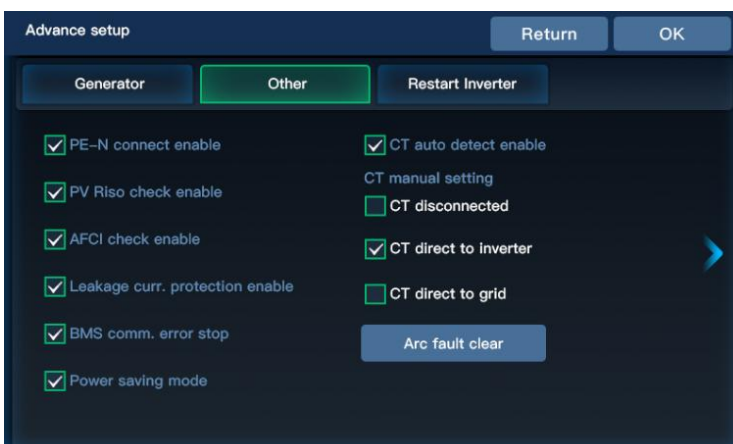 Advance setup
Return
OK
Generator
Other
Restart Inverter
PE-N connect enable
PV Riso check enable
AFCI check enable
Leakage curr. protection enable
BMS comm. error stop
Power saving mode
CT auto detect enable
CT manual setting
CT disconnected
CT direct to inverter
CT direct to grid
Arc fault clear